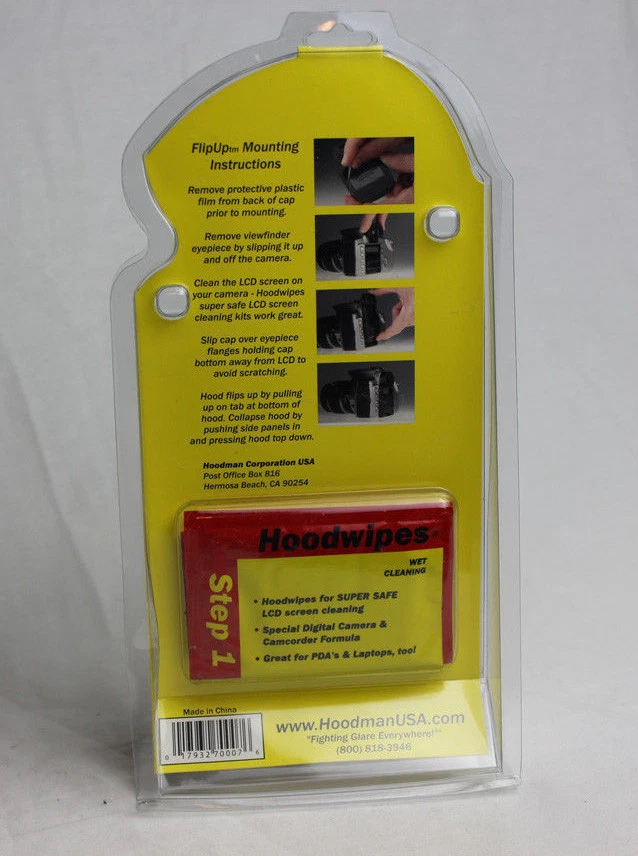 FlipUp™ Mounting
Instructions
Remove protective plastic
film from back of cap
prior to mounting.
Remove viewfinder
eyepiece by slipping it up
and off the camera.
Clean the LCD screen on
your camera - Hoodwipes
super safe LCD screen
cleaning kits work great.
Slip cap over eyepiece
flanges holding cap
bottom away from LCD to
avoid scratching.
Hood flips up by pulling
up on tab at bottom of
hood. Collapse hood by
pushing side panels in
and pressing hood top down.
Hoodman Corporation USA
Post Office Box 816
Hermosa Beach, CA 90254
Hoodwipes
WET
CLEANING
Step 1
• Hoodwipes for SUPER SAFE
LCD screen cleaning
• Special Digital Camera &
Camcorder Formula
• Great for PDA's & Laptops, too!
Made in China
0 17932 70007 6
www.HoodmanUSA.com
"Fighting Glare Everywhere!™"
(800) 818-3946